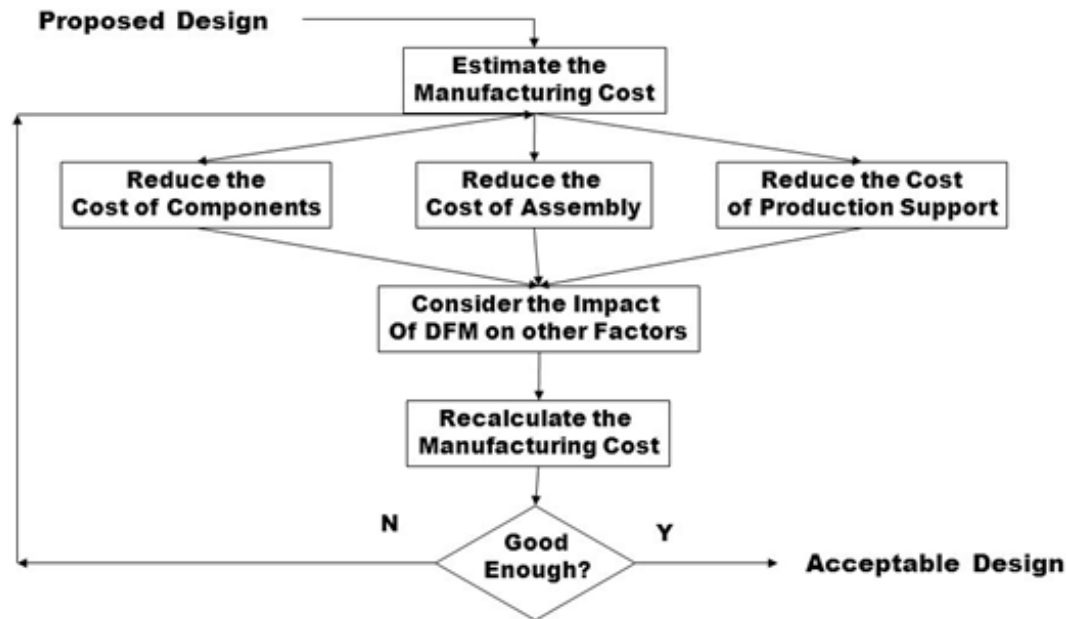 Proposed Design
Estimate the
Manufacturing Cost
Reduce the
Cost of Components
Reduce the
Cost of Assembly
Reduce the Cost
of Production Support
Consider the Impact
Of DFM on other Factors
Recalculate the
Manufacturing Cost
N
Good
Enough?
Y
Acceptable Design